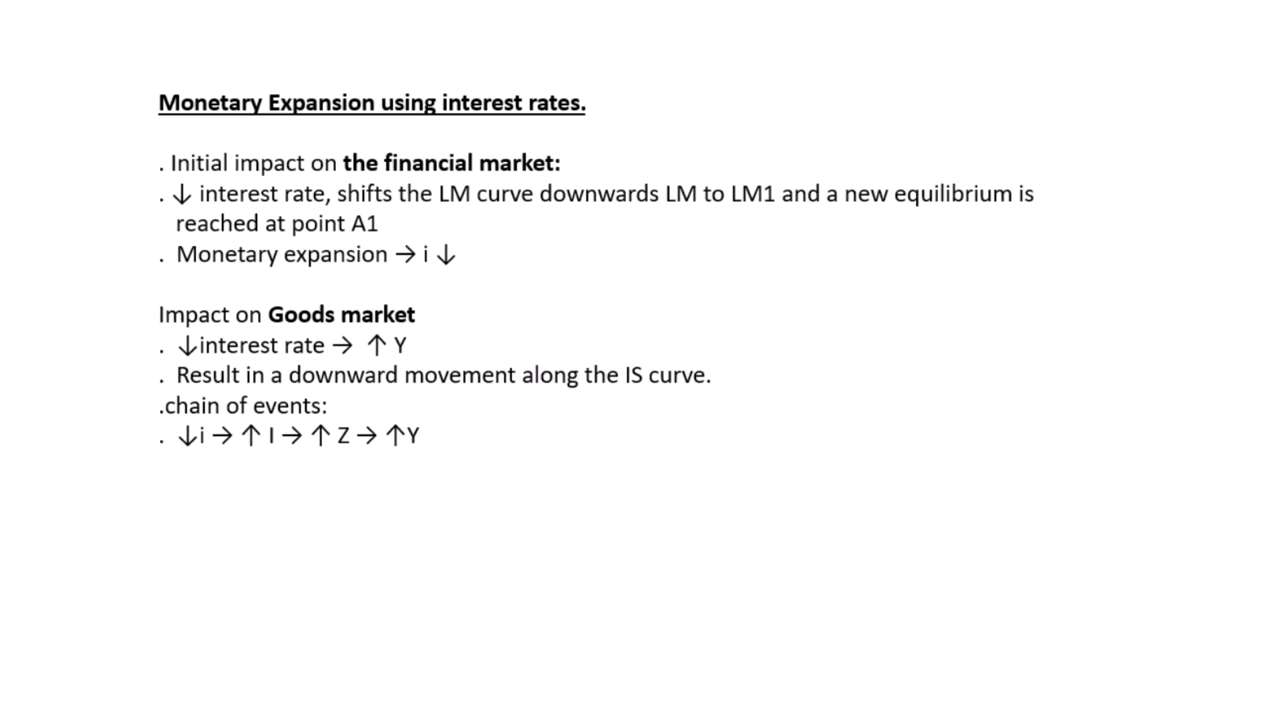 Monetary Expansion using interest rates.
. Initial impact on the financial market:
. ↓ interest rate, shifts the LM curve downwards LM to LM1 and a new equilibrium is
reached at point A1
. Monetary expansion → i ↓
Impact on Goods market
. ↓interest rate → ↑ Y
. Result in a downward movement along the IS curve.
.chain of events:
. ↓i → ↑ I → ↑ Z → ↑Y